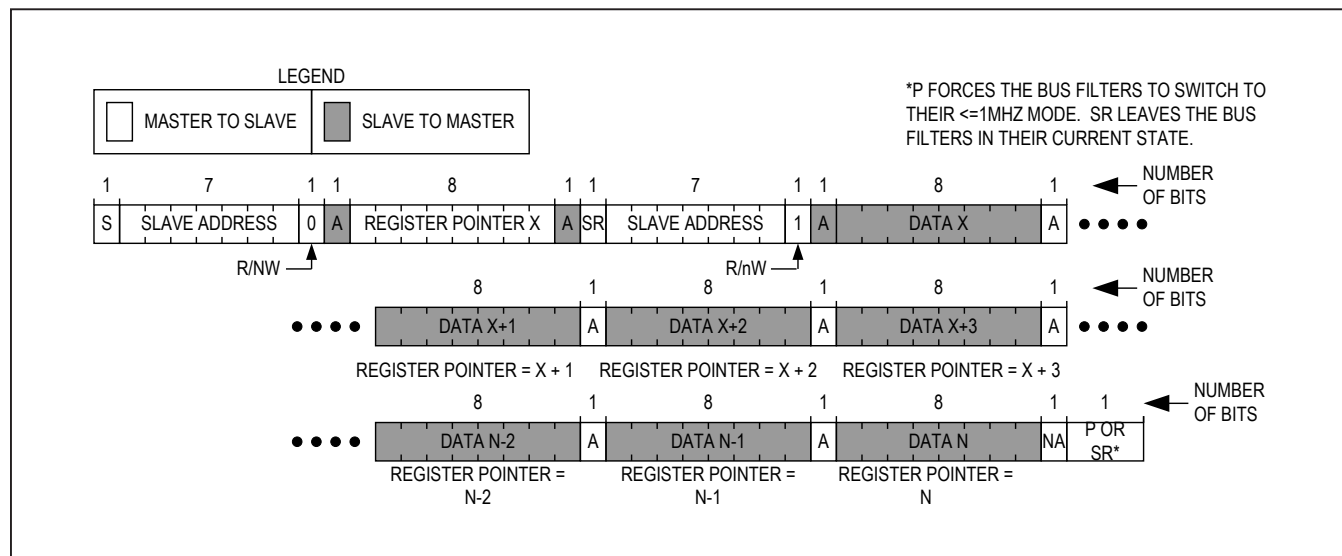 LEGEND
MASTER TO SLAVE SLAVE TO MASTER
*P FORCES THE BUS FILTERS TO SWITCH TO
THEIR <=1MHZ MODE. SR LEAVES THE BUS
FILTERS IN THEIR CURRENT STATE.
1 7 1 1 8 1 1 7 1 1 8 1 NUMBER
OF BITS
S SLAVE ADDRESS 0 A REGISTER POINTER X A SR SLAVE ADDRESS 1 A DATA X A
R/NW R/nW
8 1 8 1 8 1 NUMBER
OF BITS
DATA X+1 A DATA X+2 A DATA X+3 A
REGISTER POINTER = X + 1 REGISTER POINTER = X + 2 REGISTER POINTER = X + 3
8 1 8 1 8 1 1 NUMBER
OF BITS
DATA N-2 A DATA N-1 A DATA N NA P OR
SR*
REGISTER POINTER = REGISTER POINTER = REGISTER POINTER =
N-2 N-1 N